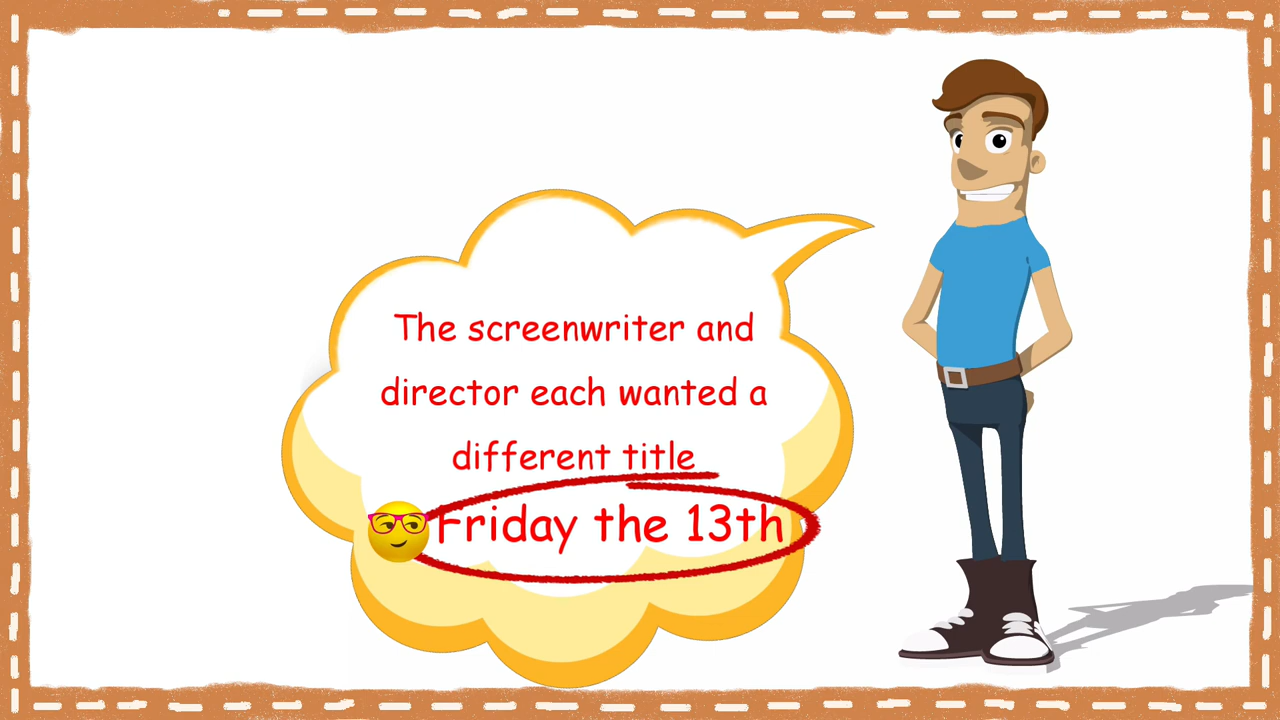 The screenwriter and
director each wanted a
different title
Friday the 13th